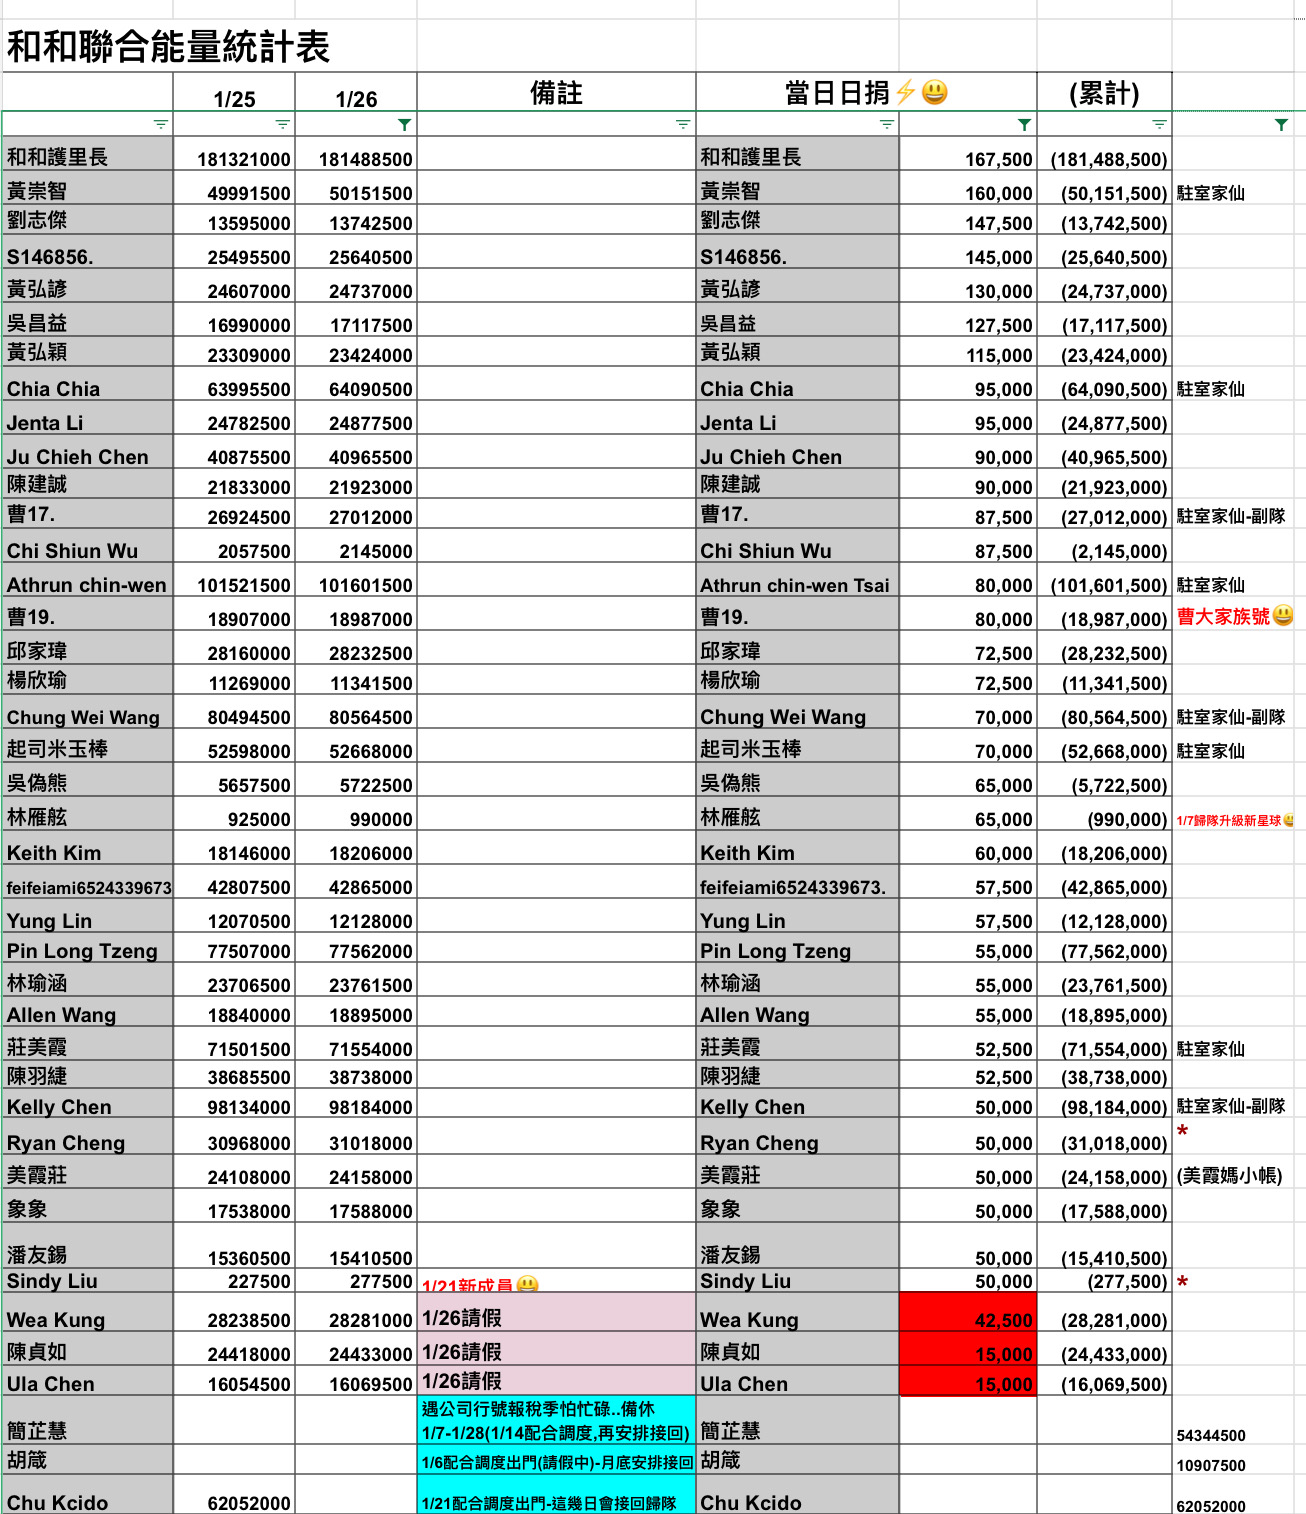 和和聯合能量統計表
1/25 1/26 備註 當日日捐⚡😃 (累計)
和和護里長 181321000 181488500 和和護里長 167,500 (181,488,500)
黃崇智 49991500 50151500 黃崇智 160,000 (50,151,500) 駐室家仙
劉志傑 13595000 13742500 劉志傑 147,500 (13,742,500)
S146856. 25495500 25640500 S146856. 145,000 (25,640,500)
黃弘諺 24607000 24737000 黃弘諺 130,000 (24,737,000)
吳昌益 16990000 17117500 吳昌益 127,500 (17,117,500)
黃弘穎 23309000 23424000 黃弘穎 115,000 (23,424,000)
Chia Chia 63995500 64090500 Chia Chia 95,000 (64,090,500) 駐室家仙
Jenta Li 24782500 24877500 Jenta Li 95,000 (24,877,500)
Ju Chieh Chen 40875500 40965500 Ju Chieh Chen 90,000 (40,965,500)
陳建誠 21833000 21923000 陳建誠 90,000 (21,923,000)
曹17. 26924500 27012000 曹17. 87,500 (27,012,000) 駐室家仙-副隊
Chi Shiun Wu 2057500 2145000 Chi Shiun Wu 87,500 (2,145,000)
Athrun chin-wen 101521500 101601500 Athrun chin-wen Tsai 80,000 (101,601,500) 駐室家仙
曹19. 18907000 18987000 曹19. 80,000 (18,987,000) 曹大家族號😃
邱家瑋 28160000 28232500 邱家瑋 72,500 (28,232,500)
楊欣瑜 11269000 11341500 楊欣瑜 72,500 (11,341,500)
Chung Wei Wang 80494500 80564500 Chung Wei Wang 70,000 (80,564,500) 駐室家仙-副隊
起司米玉棒 52598000 52668000 起司米玉棒 70,000 (52,668,000) 駐室家仙
吳偽熊 5657500 5722500 吳偽熊 65,000 (5,722,500)
林雁舷 925000 990000 林雁舷 65,000 (990,000) 1/7歸隊升級新星球😃
Keith Kim 18146000 18206000 Keith Kim 60,000 (18,206,000)
feifeiami6524339673 42807500 42865000 feifeiami6524339673. 57,500 (42,865,000)
Yung Lin 12070500 12128000 Yung Lin 57,500 (12,128,000)
Pin Long Tzeng 77507000 77562000 Pin Long Tzeng 55,000 (77,562,000)
林瑜涵 23706500 23761500 林瑜涵 55,000 (23,761,500)
Allen Wang 18840000 18895000 Allen Wang 55,000 (18,895,000)
莊美霞 71501500 71554000 莊美霞 52,500 (71,554,000) 駐室家仙
陳羽緁 38685500 38738000 陳羽緁 52,500 (38,738,000)
Kelly Chen 98134000 98184000 Kelly Chen 50,000 (98,184,000) 駐室家仙-副隊
Ryan Cheng 30968000 31018000 Ryan Cheng 50,000 (31,018,000) *
美霞莊 24108000 24158000 美霞莊 50,000 (24,158,000) (美霞媽小帳)
象象 17538000 17588000 象象 50,000 (17,588,000)
潘友錫 15360500 15410500 潘友錫 50,000 (15,410,500)
Sindy Liu 227500 277500 1/21新成員😃 Sindy Liu 50,000 (277,500) *
Wea Kung 28238500 28281000 1/26請假 Wea Kung 42,500 (28,281,000)
陳貞如 24418000 24433000 1/26請假 陳貞如 15,000 (24,433,000)
Ula Chen 16054500 16069500 1/26請假 Ula Chen 15,000 (16,069,500)
遇公司行號報稅季怕忙碌..備休
簡芷慧 1/7-1/28(1/14配合調度,再安排接回) 簡芷慧 54344500
胡箴 1/6配合調度出門(請假中)-月底安排接回 胡箴 10907500
Chu Kcido 62052000 1/21配合調度出門-這幾日會接回歸隊 Chu Kcido 62052000